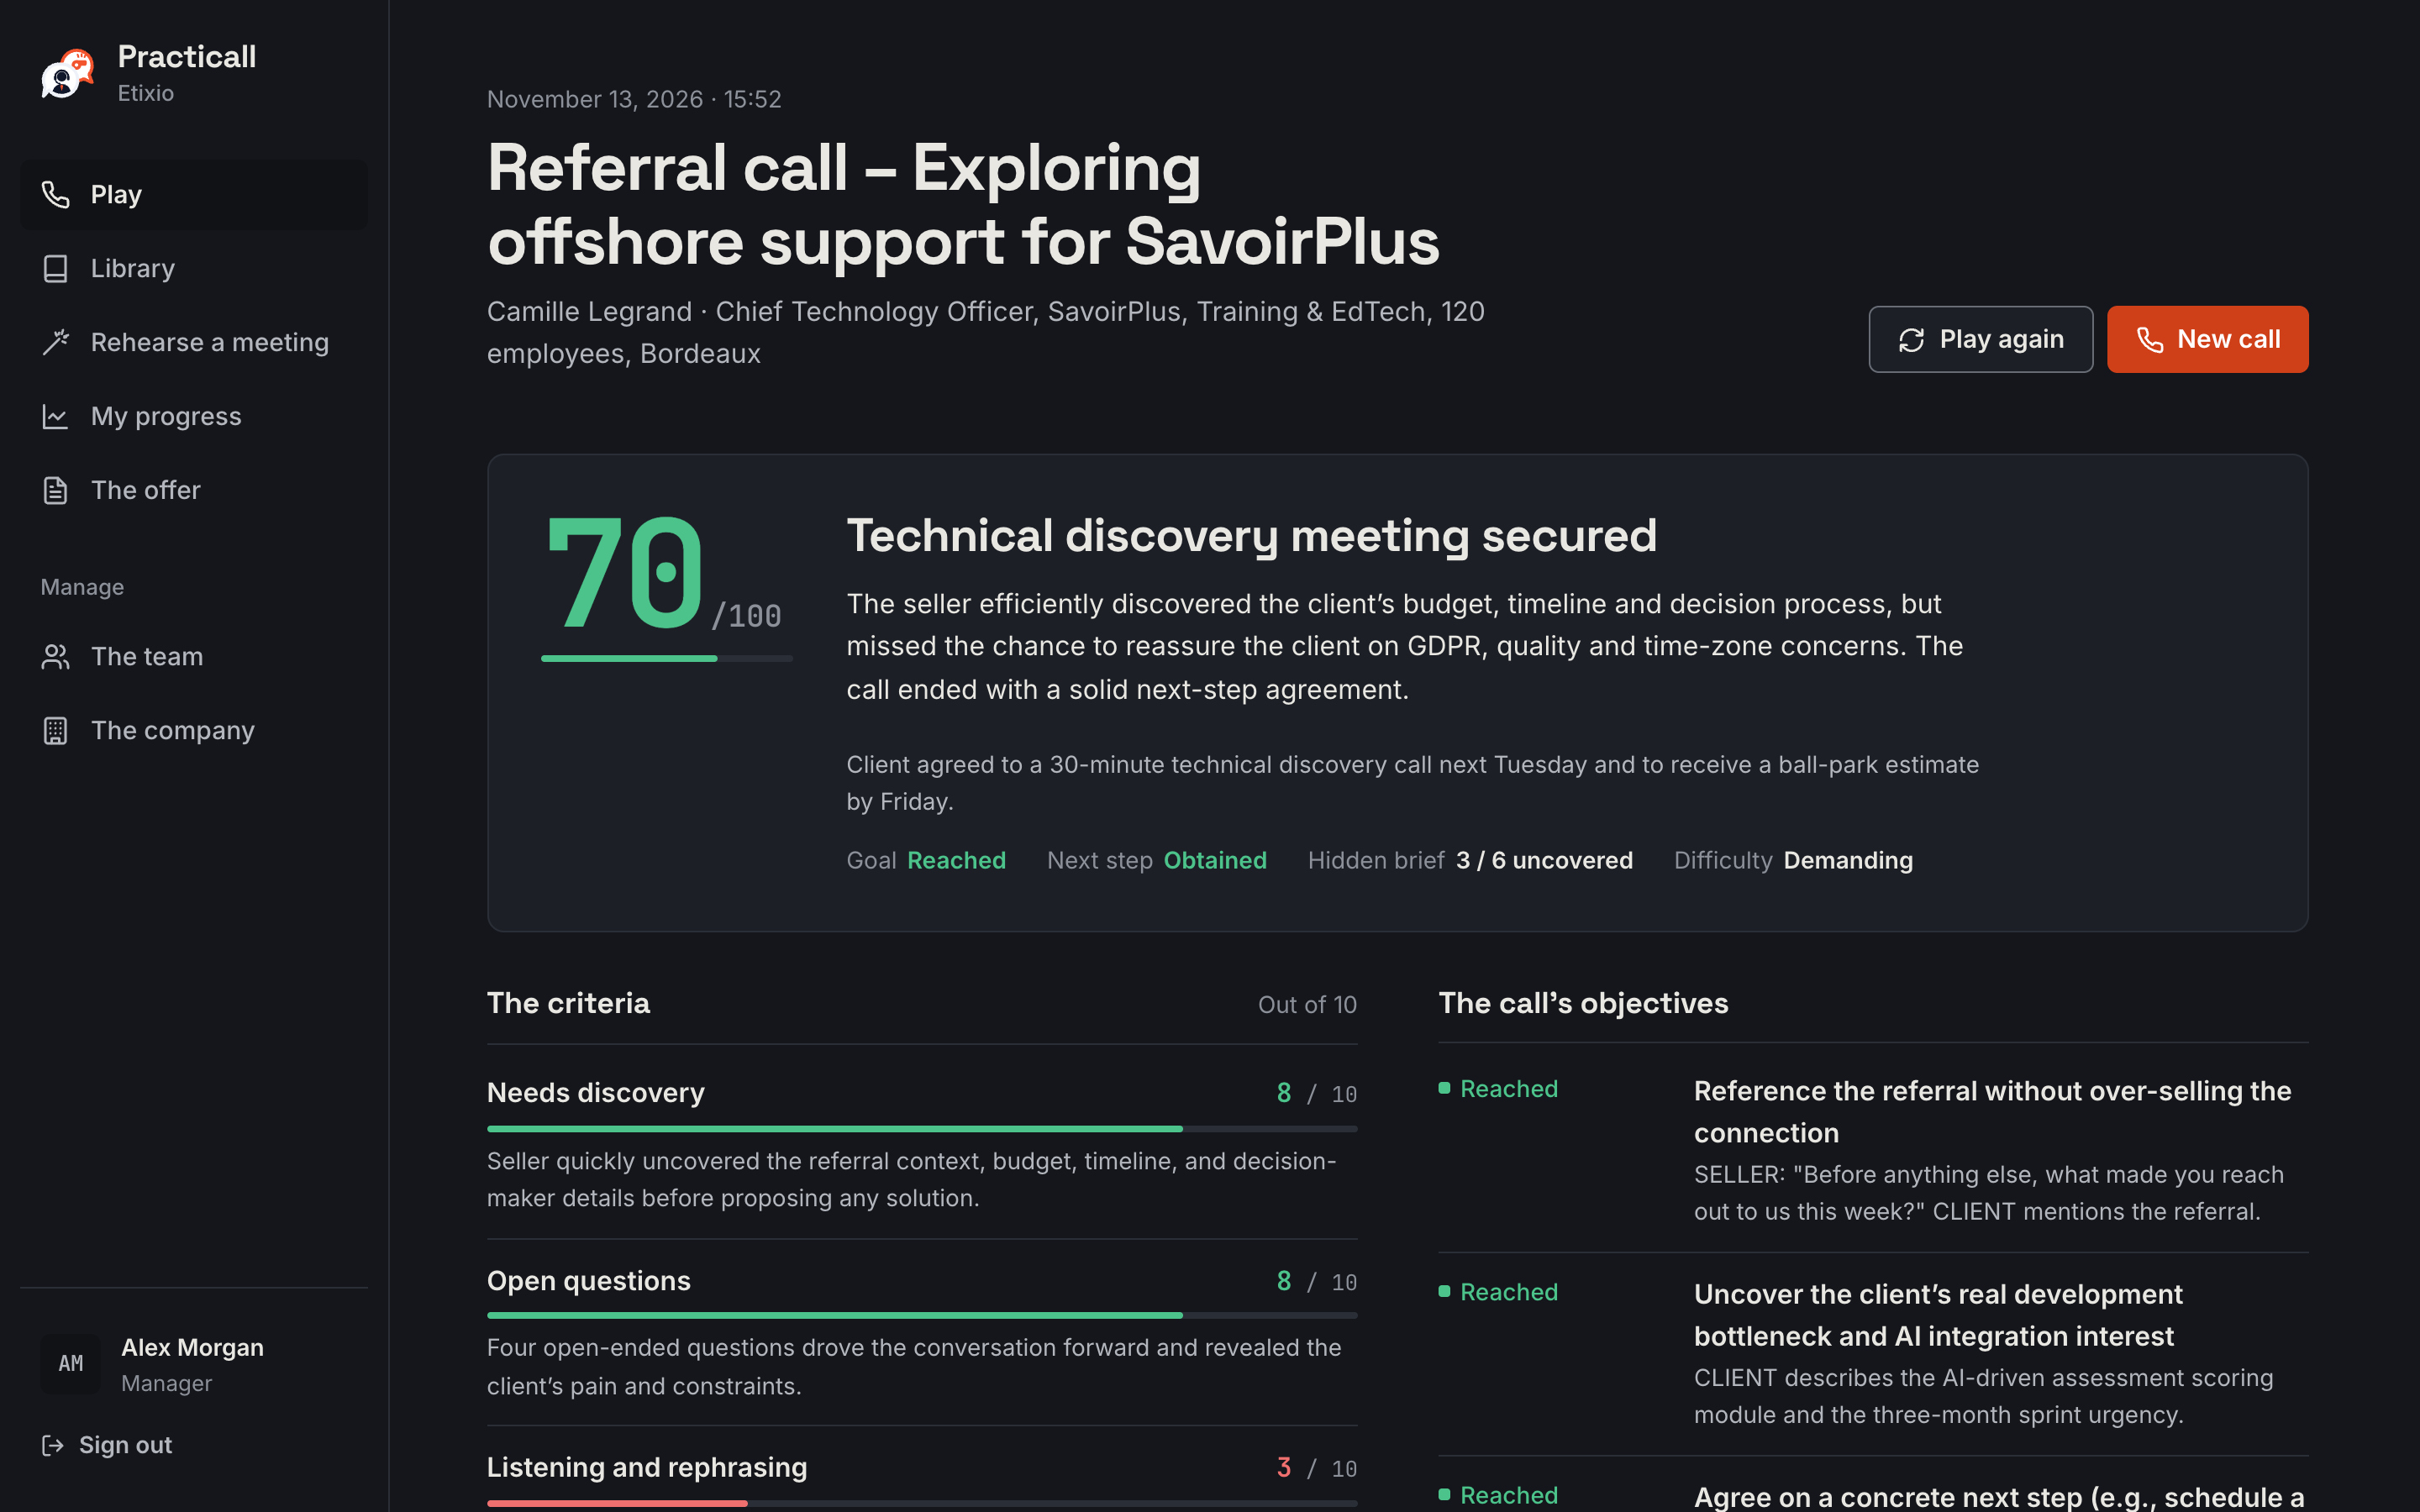 Practicall
Etixio
Play
Library
Rehearse a meeting
My progress
The offer
Manage
The team
The company
AM
Alex Morgan
Manager
Sign out
November 13, 2026 · 15:52
Referral call – Exploring
offshore support for SavoirPlus
Camille Legrand · Chief Technology Officer, SavoirPlus, Training & EdTech, 120
employees, Bordeaux
Play again
New call
70/100
Technical discovery meeting secured
The seller efficiently discovered the client’s budget, timeline and decision process, but
missed the chance to reassure the client on GDPR, quality and time-zone concerns. The
call ended with a solid next-step agreement.
Client agreed to a 30-minute technical discovery call next Tuesday and to receive a ball-park estimate
by Friday.
Goal Reached Next step Obtained Hidden brief 3 / 6 uncovered Difficulty Demanding
The criteria Out of 10
Needs discovery 8 / 10
Seller quickly uncovered the referral context, budget, timeline, and decision-
maker details before proposing any solution.
Open questions 8 / 10
Four open-ended questions drove the conversation forward and revealed the
client’s pain and constraints.
Listening and rephrasing 3 / 10
The call’s objectives
Reached
Reference the referral without over-selling the
connection
SELLER: "Before anything else, what made you reach
out to us this week?" CLIENT mentions the referral.
Reached
Uncover the client’s real development
bottleneck and AI integration interest
CLIENT describes the AI-driven assessment scoring
module and the three-month sprint urgency.
Reached
Agree on a concrete next step (e.g., schedule a